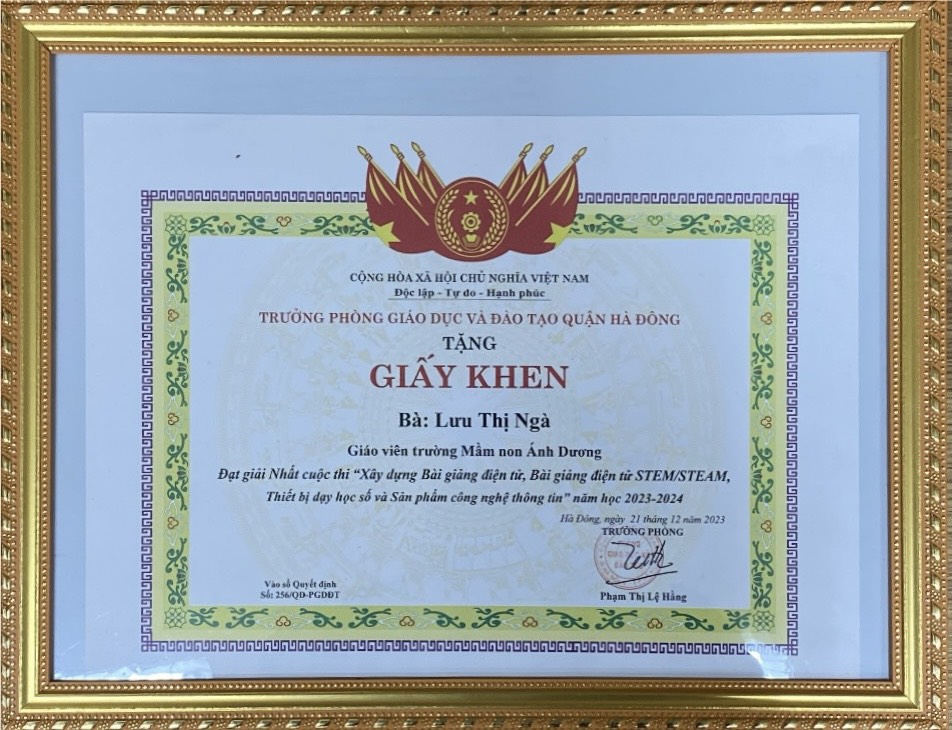 CỘNG HÒA XÃ HỘI CHỦ NGHĨA VIỆT NAM
Độc lập - Tự do - Hạnh phúc
TRƯỞNG PHÒNG GIÁO DỤC VÀ ĐÀO TẠO QUẬN HÀ ĐÔNG
TẶNG
GIẤY KHEN
Bà: Lưu Thị Ngà
Giáo viên trường Mầm non Ánh Dương
Đạt giải Nhất cuộc thi “Xây dựng Bài giảng điện tử, Bài giảng điện tử STEM/STEAM,
Thiết bị dạy học số và Sản phẩm công nghệ thông tin” năm học 2023-2024
Hà Đông, ngày 21 tháng 12 năm 2023
TRƯỞNG PHÒNG
Vào sổ Quyết định
Số: 256/QĐ-PGDĐT
Phạm Thị Lệ Hằng